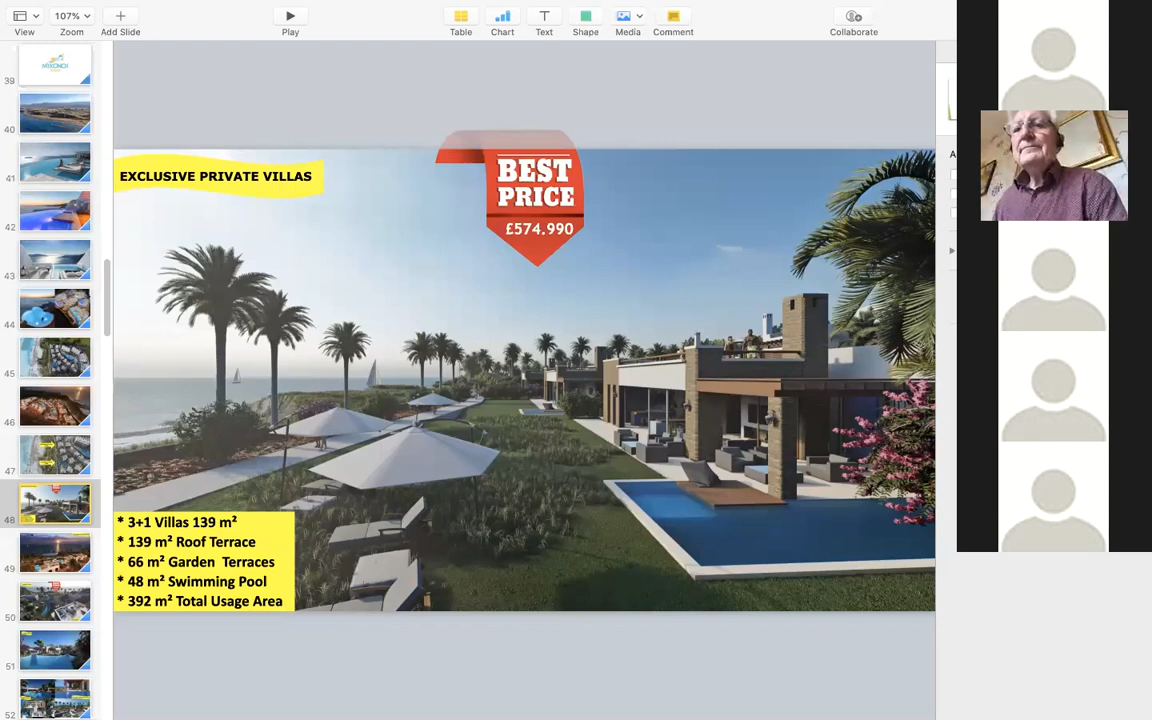 107%
View
Zoom
Add Slide
Play
Table
Chart
Text
Shape
Media
Comment
Collaborate
39
40
41
42
43
44
45
46
47
48
49
50
51
52
EXCLUSIVE PRIVATE VILLAS
BEST
PRICE
£574.990
* 3+1 Villas 139 m²
* 139 m² Roof Terrace
* 66 m² Garden Terraces
* 48 m² Swimming Pool
* 392 m² Total Usage Area
A